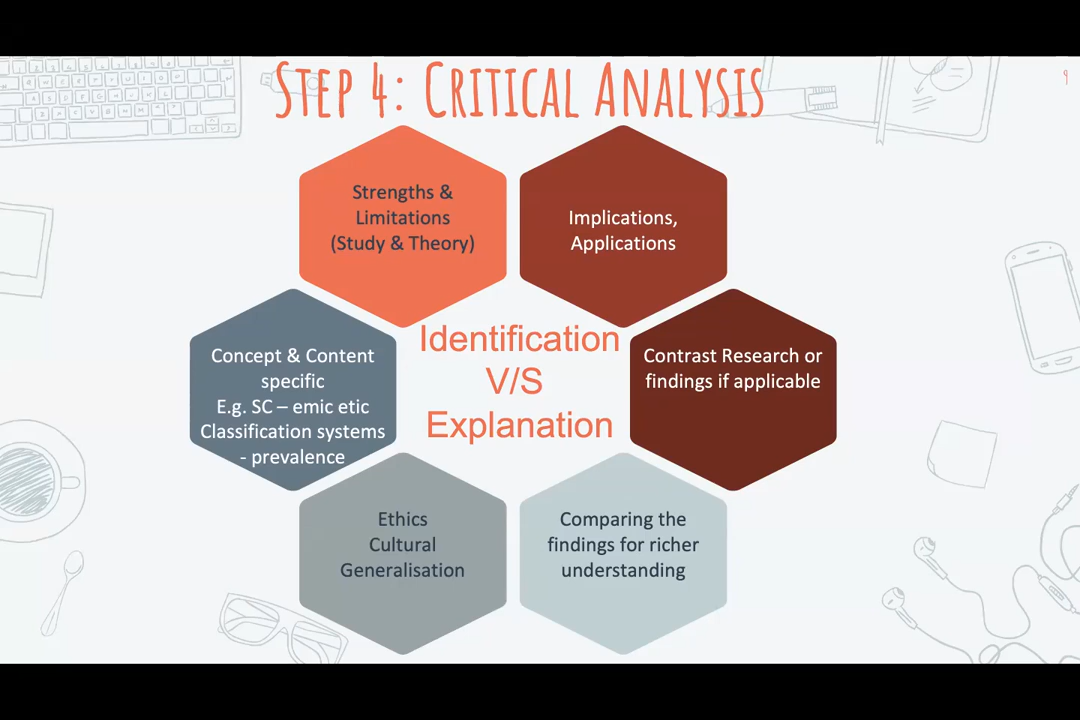 STEP 4: CRITICAL ANALYSIS
9
Strengths &
Limitations
(Study & Theory)
Implications,
Applications
Concept & Content
specific
E.g. SC – emic etic
Classification systems
- prevalence
Identification
V/S
Explanation
Contrast Research or
findings if applicable
Ethics
Cultural
Generalisation
Comparing the
findings for richer
understanding